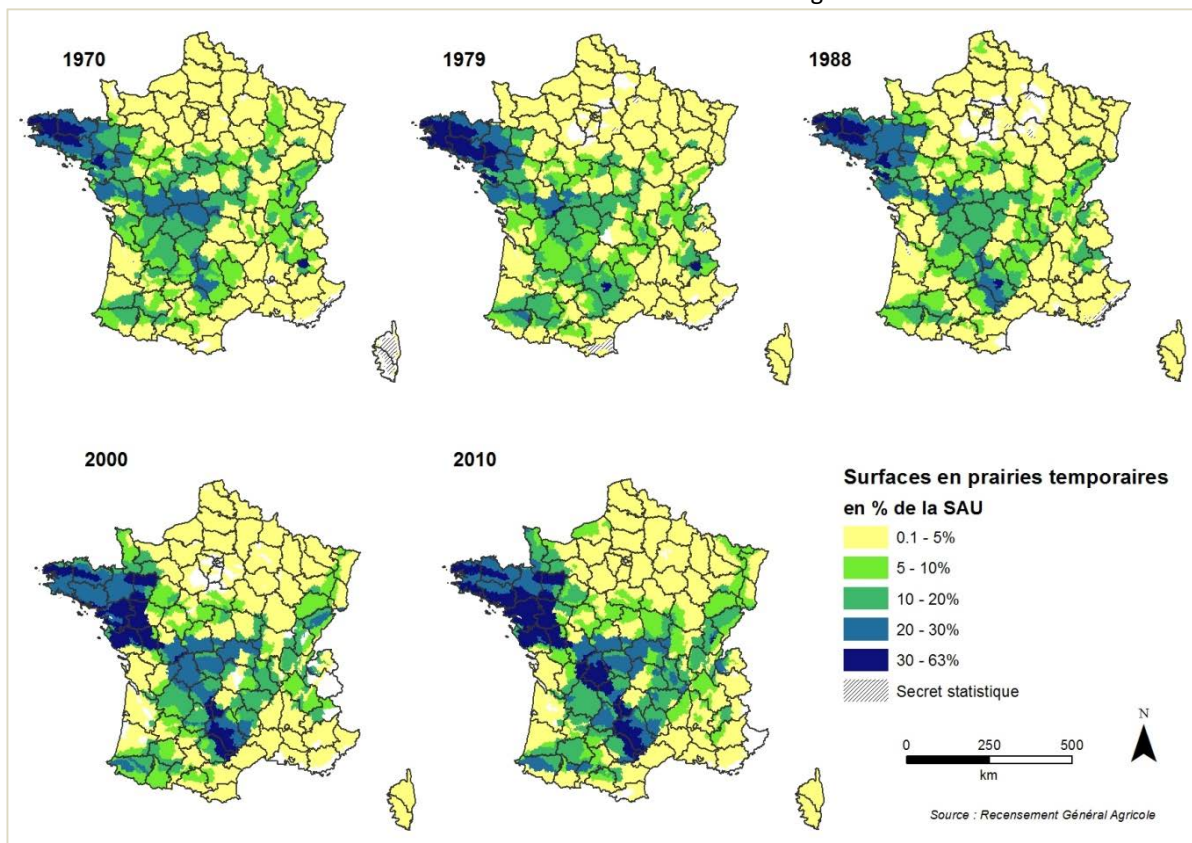 1970
1979
1988
2000
2010
Surfaces en prairies temporaires
en % de la SAU
0.1 - 5%
5 - 10%
10 - 20%
20 - 30%
30 - 63%
Secret statistique
N
0 250 500
km
Source : Recensement Général Agricole